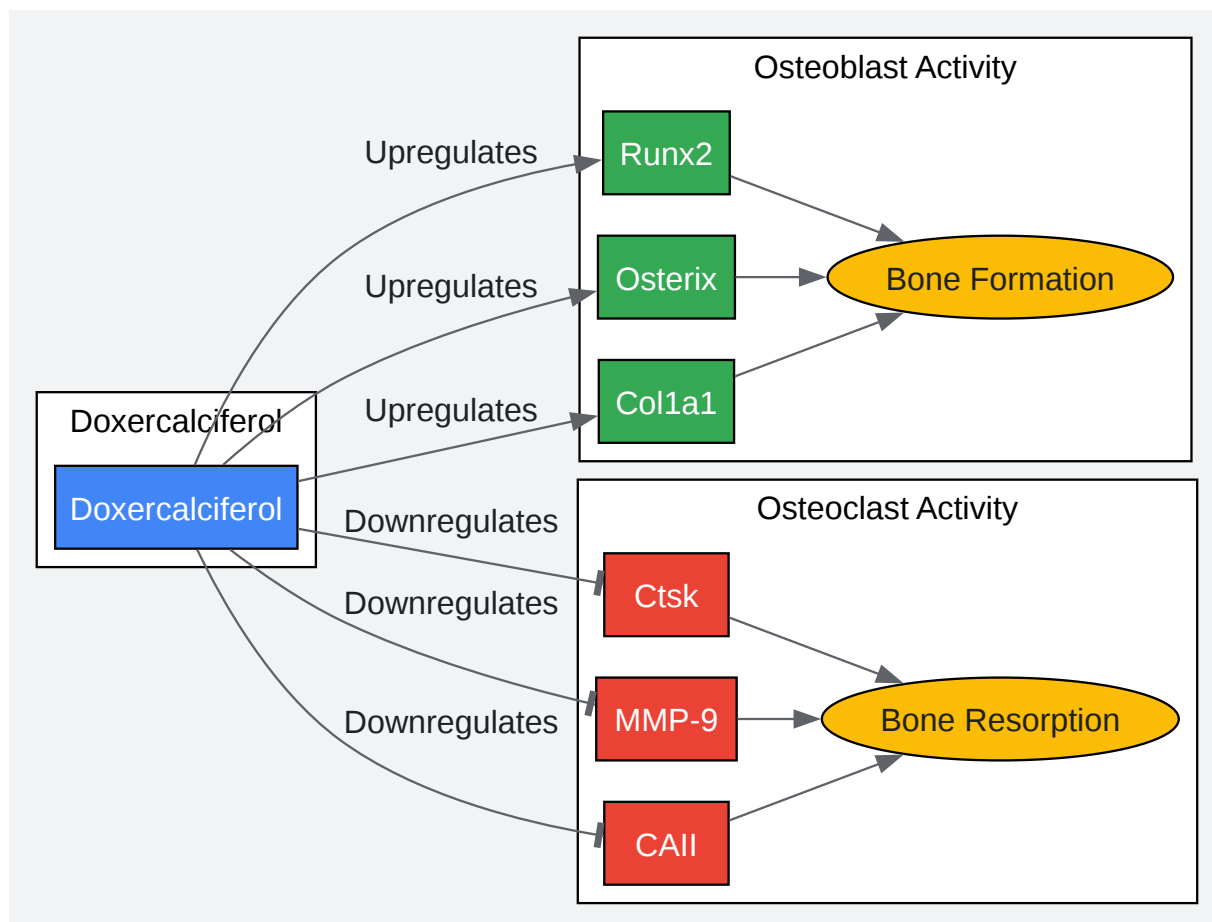 Osteoblast Activity
Upregulates
Runx2
Upregulates
Osterix
Bone Formation
Upregulates
Col1a1
Doxercalciferol
Doxercalciferol
Osteoclast Activity
Downregulates
Ctsk
Downregulates
MMP-9
Bone Resorption
Downregulates
CAII